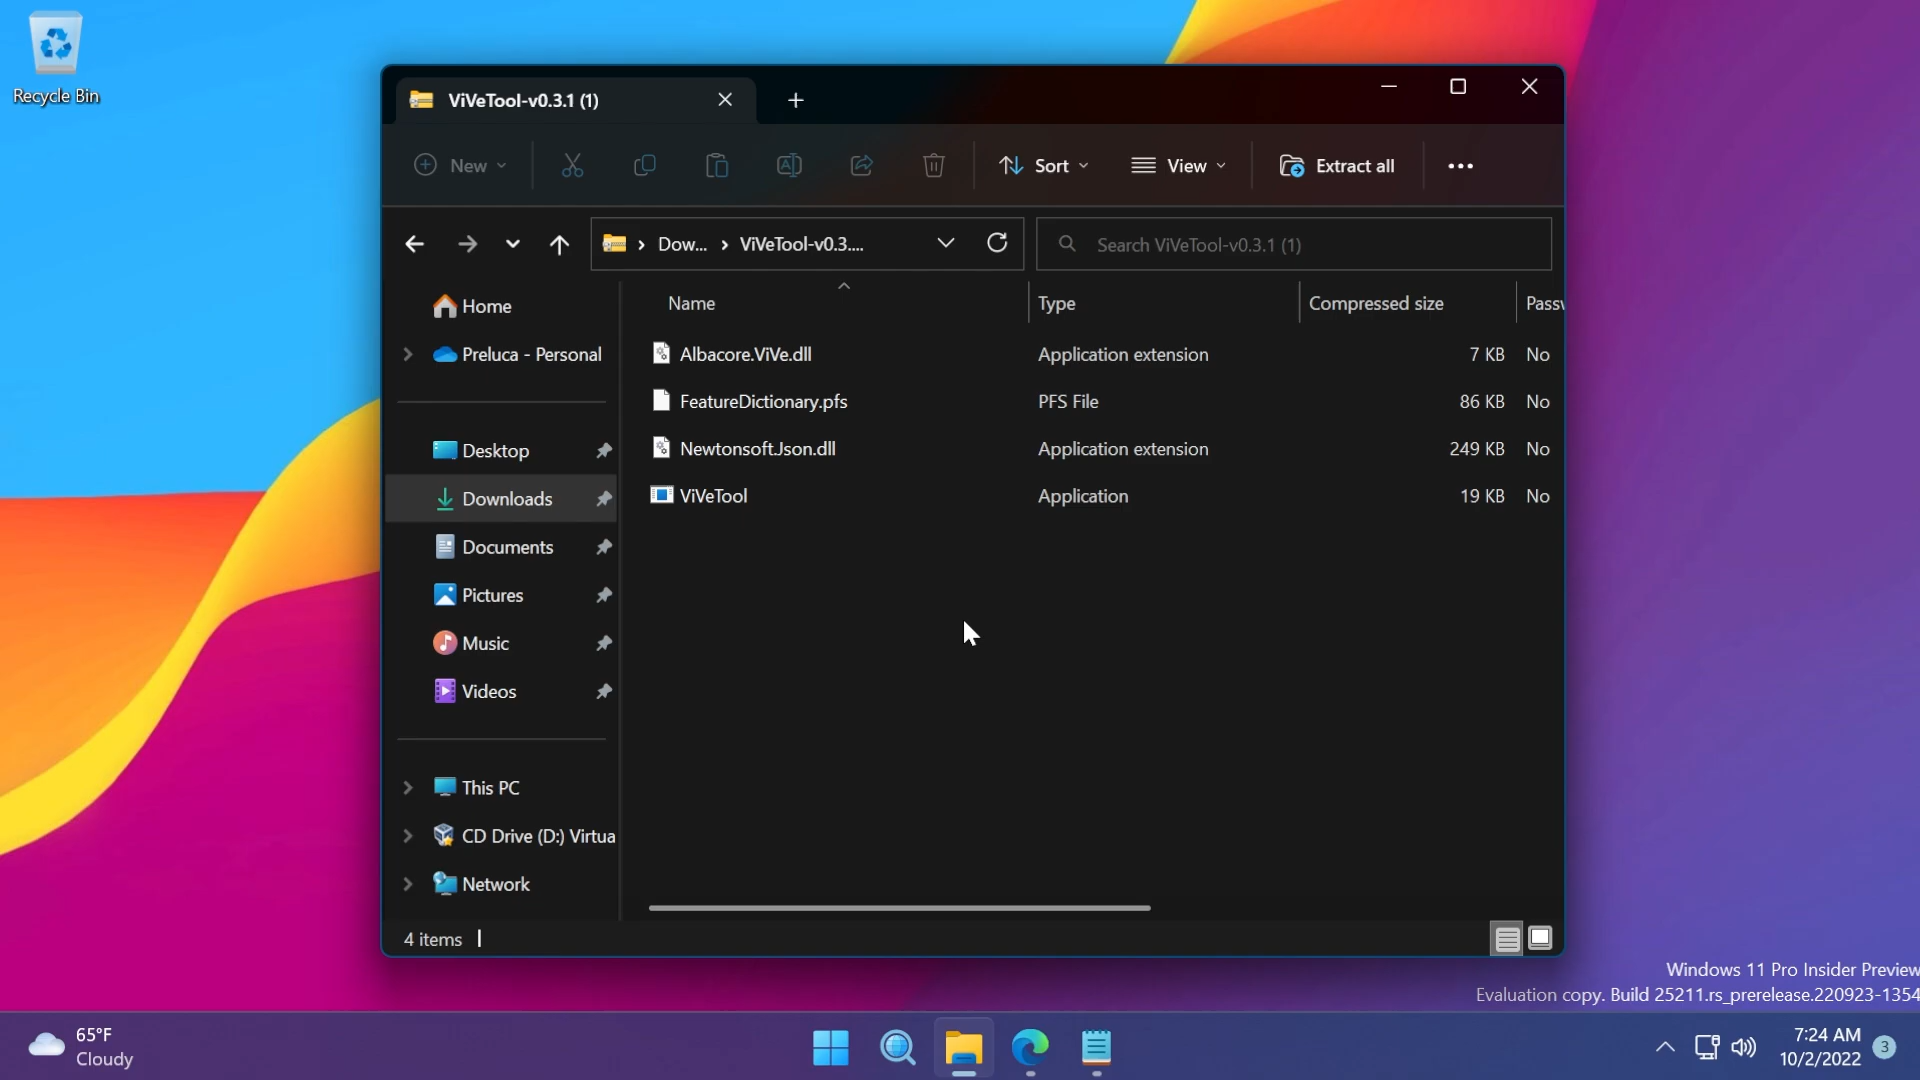 Recycle Bin
ViVeTool-v0.3.1 (1)
New
Sort
View
Extract all
Dow...
ViVeTool-v0.3....
Search ViVeTool-v0.3.1 (1)
Name Type Compressed size Passw
Home
Preluca - Personal
Desktop
Downloads
Documents
Pictures
Music
Videos
This PC
CD Drive (D:) Virtua
Network
Albacore.ViVe.dll Application extension 7 KB No
FeatureDictionary.pfs PFS File 86 KB No
Newtonsoft.Json.dll Application extension 249 KB No
ViVeTool Application 19 KB No
4 items
Windows 11 Pro Insider Preview
Evaluation copy. Build 25211.rs_prerelease.220923-1354
65°F
Cloudy
7:24 AM
10/2/2022
3